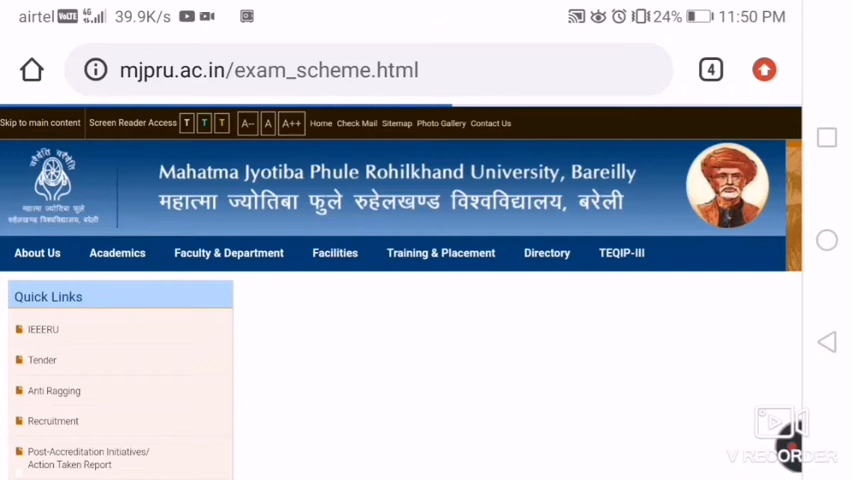 airtel VoLTE 4G 39.9K/s 24% 11:50 PM
mjpru.ac.in/exam_scheme.html 4
Skip to main content Screen Reader Access T T T A-- A A++ Home Check Mail Sitemap Photo Gallery Contact Us
Mahatma Jyotiba Phule Rohilkhand University, Bareilly
महात्मा ज्योतिबा फुले रुहेलखण्ड विश्वविद्यालय, बरेली
About Us Academics Faculty & Department Facilities Training & Placement Directory TEQIP-III
Quick Links
IEEERU
Tender
Anti Ragging
Recruitment
Post-Accreditation Initiatives/
Action Taken Report
V RECORDER